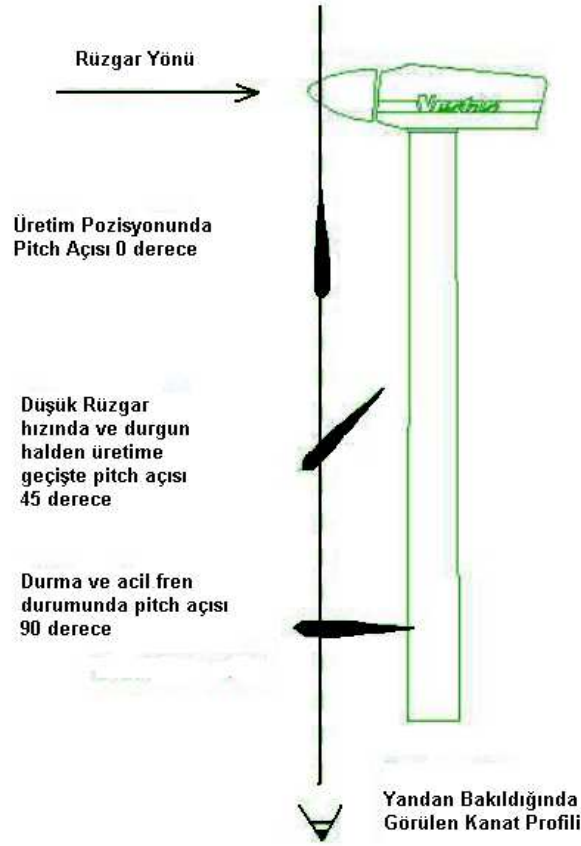 Rüzgar Yönü
Üretim Pozisyonunda
Pitch Açısı 0 derece
Düşük Rüzgar
hızında ve durgun
halden üretime
geçişte pitch açısı
45 derece
Durma ve acil fren
durumunda pitch açısı
90 derece
Yandan Bakıldığında
Görülen Kanat Profili